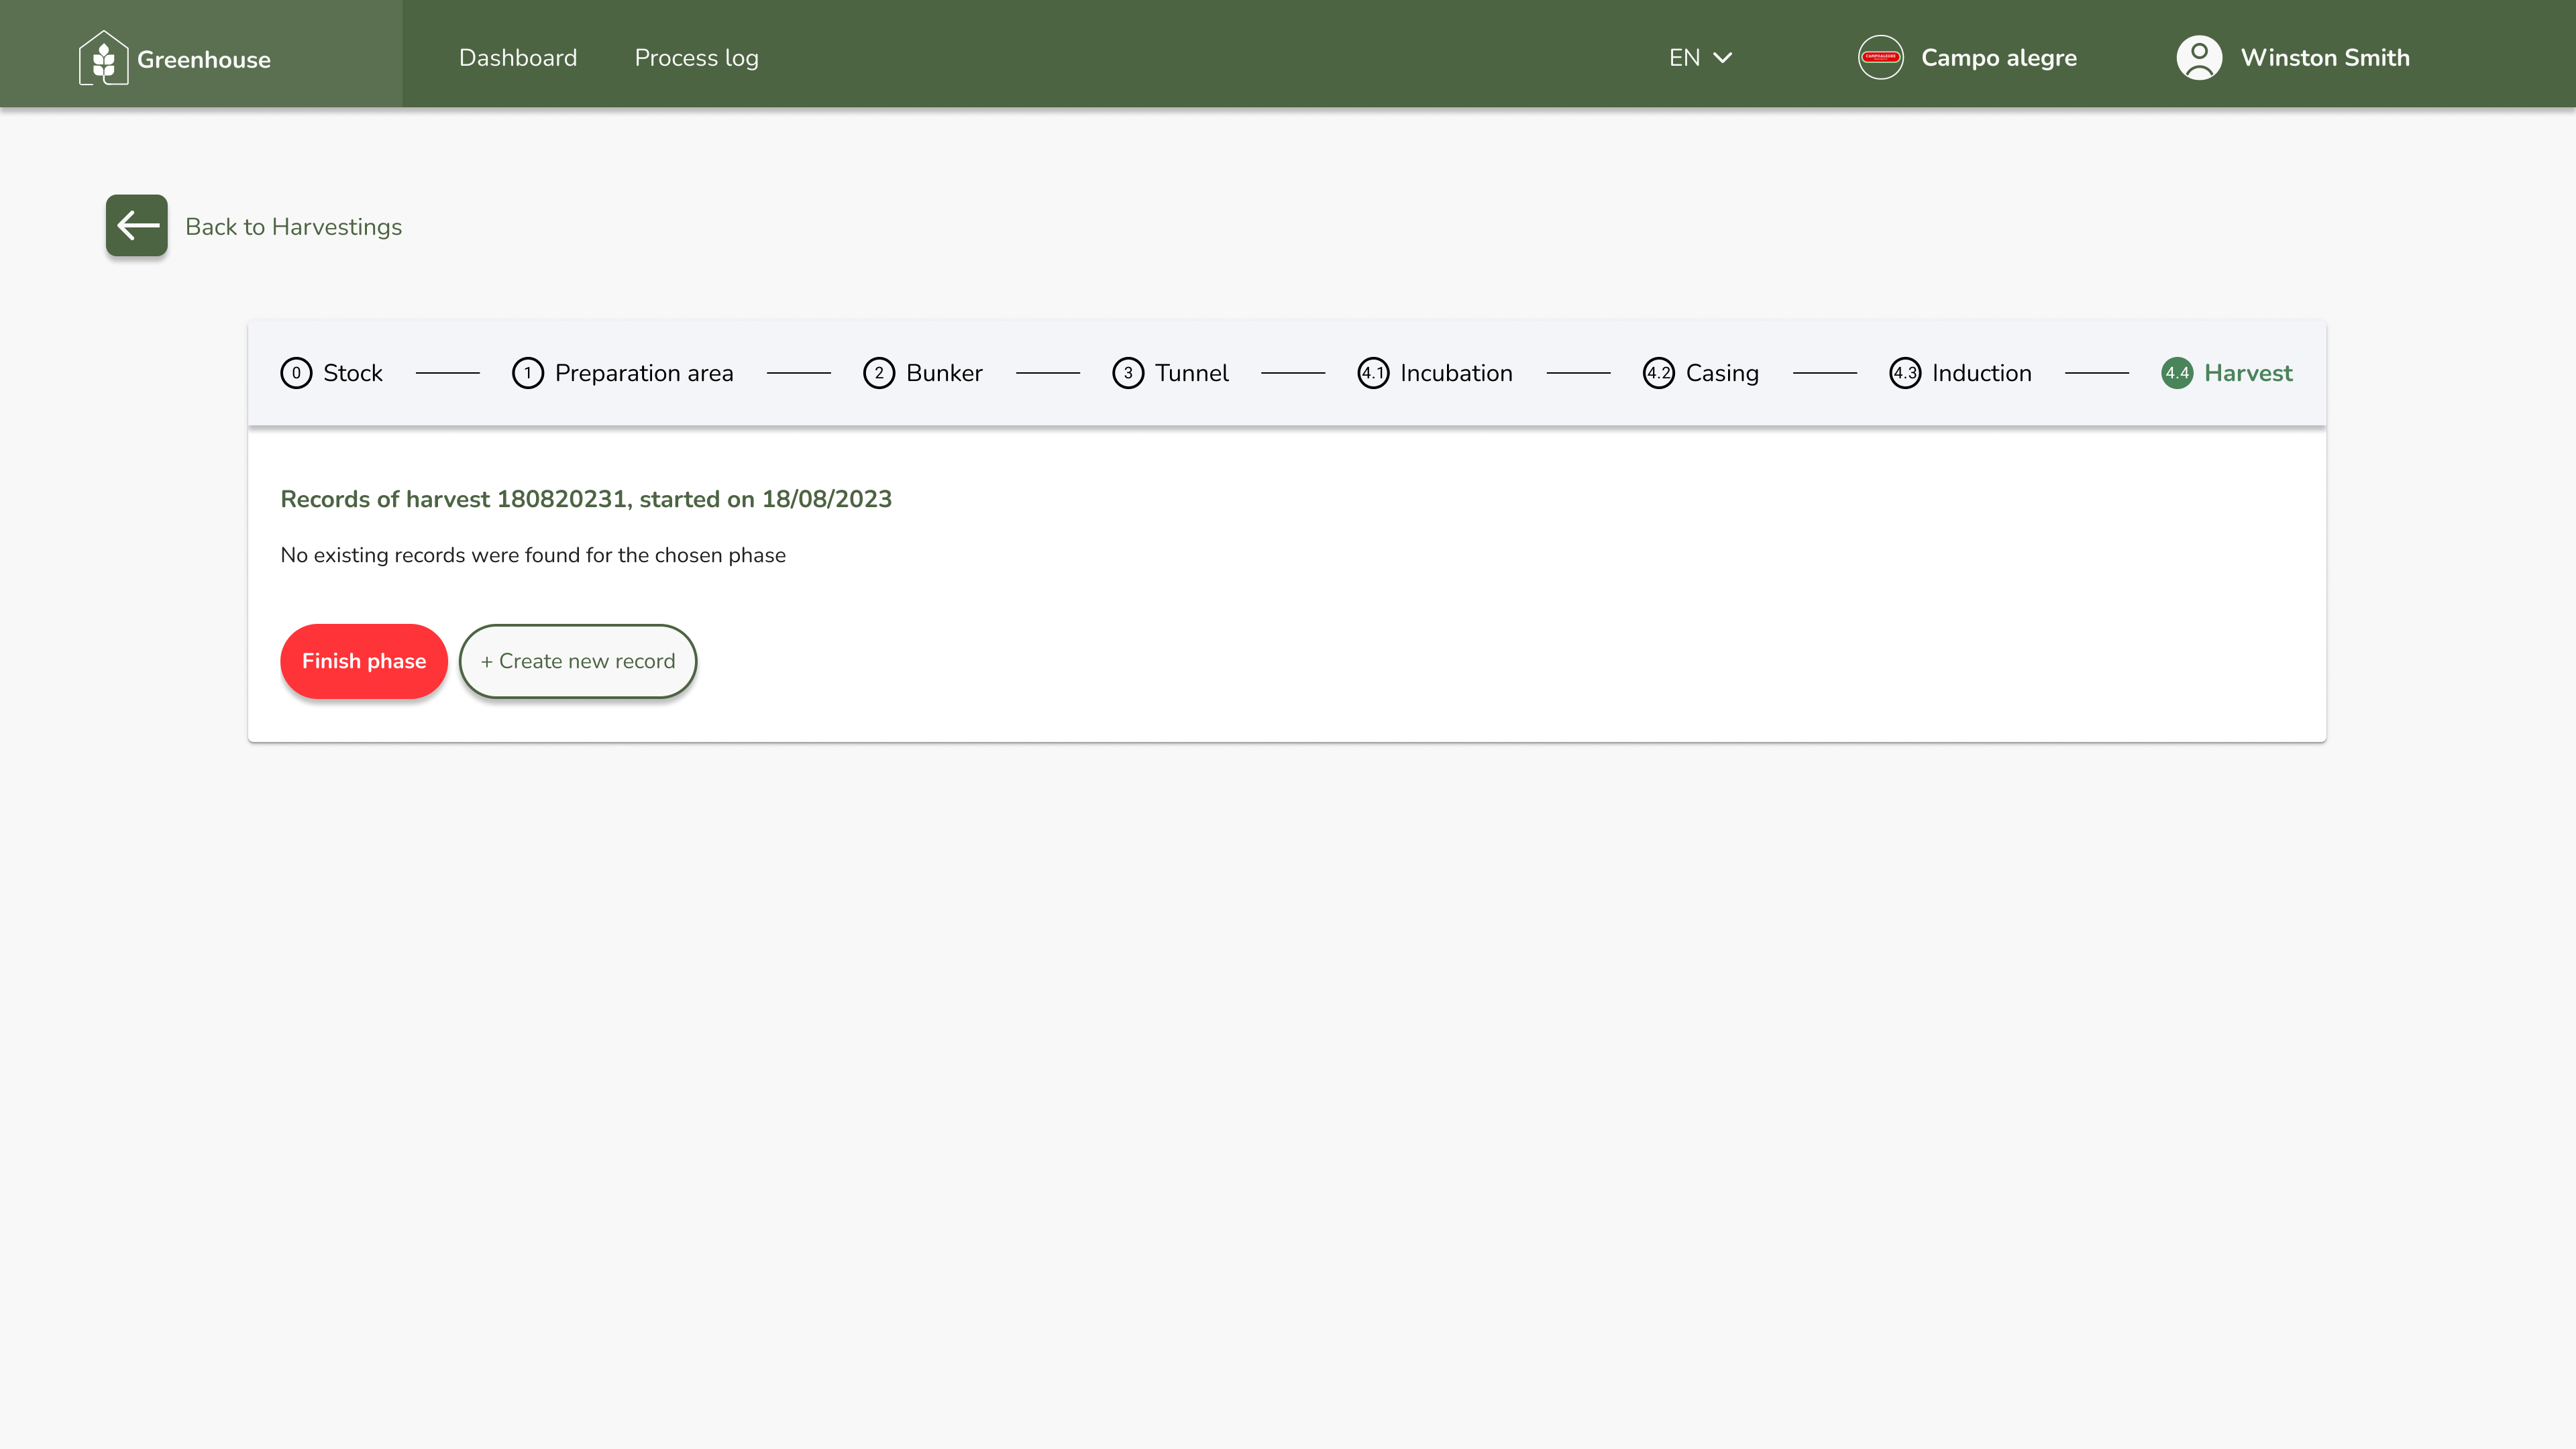 Greenhouse
Dashboard
Process log
EN
CAMPOALEGRE
Campo alegre
Winston Smith
Back to Harvestings
0 Stock
1 Preparation area
2 Bunker
3 Tunnel
4.1 Incubation
4.2 Casing
4.3 Induction
4.4 Harvest
Records of harvest 180820231, started on 18/08/2023
No existing records were found for the chosen phase
Finish phase
+ Create new record